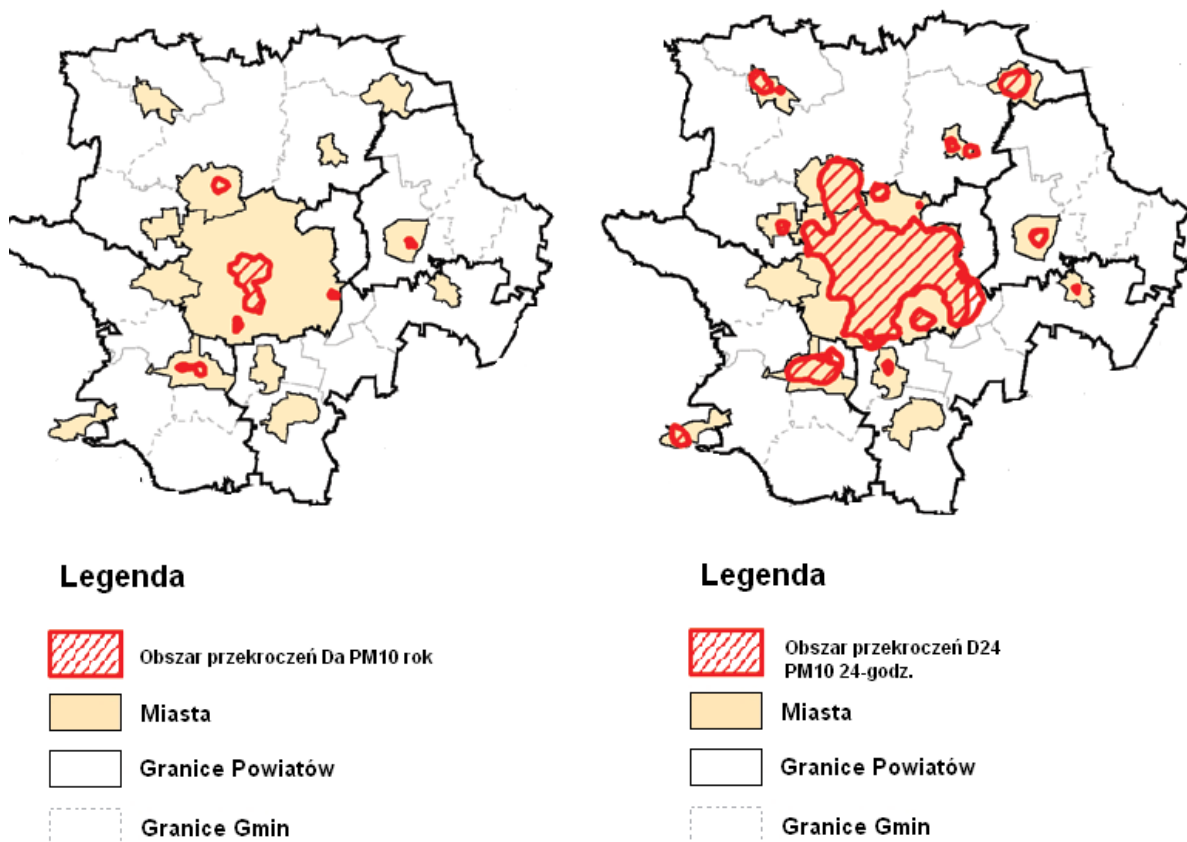 Legenda
Obszar przekroczeń Da PM10 rok
Miasta
Granice Powiatów
Granice Gmin
Legenda
Obszar przekroczeń D24
PM10 24-godz.
Miasta
Granice Powiatów
Granice Gmin